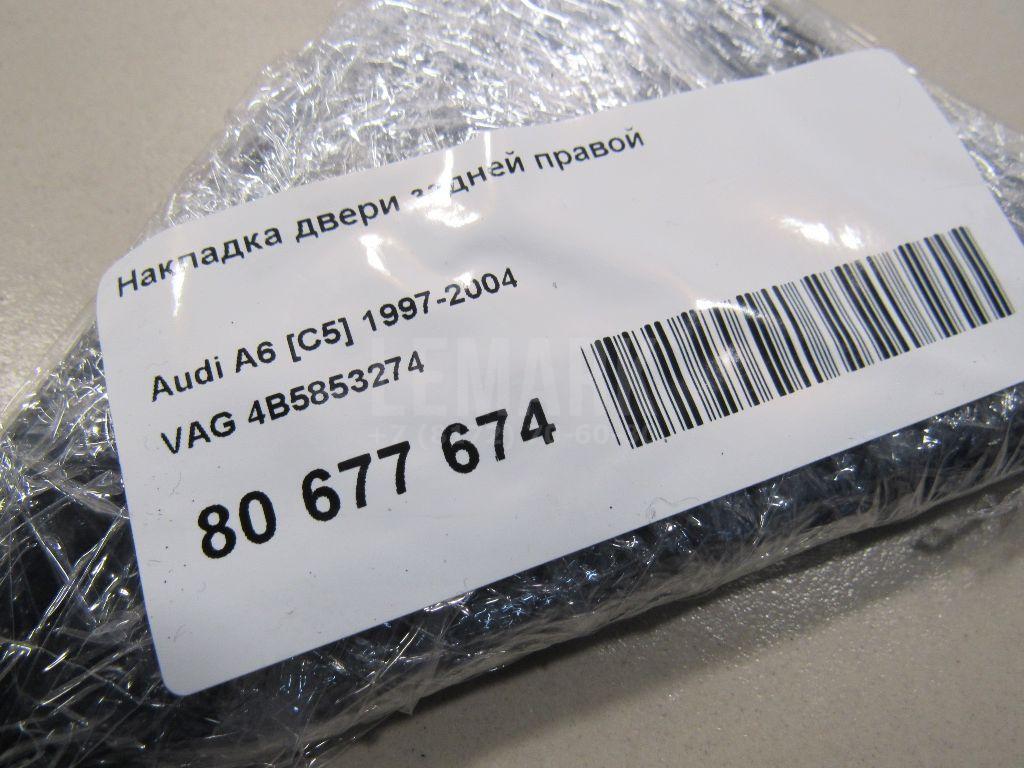 Накладка двери задней правой
Audi A6 [C5] 1997-2004
VAG 4B5853274
80 677 674